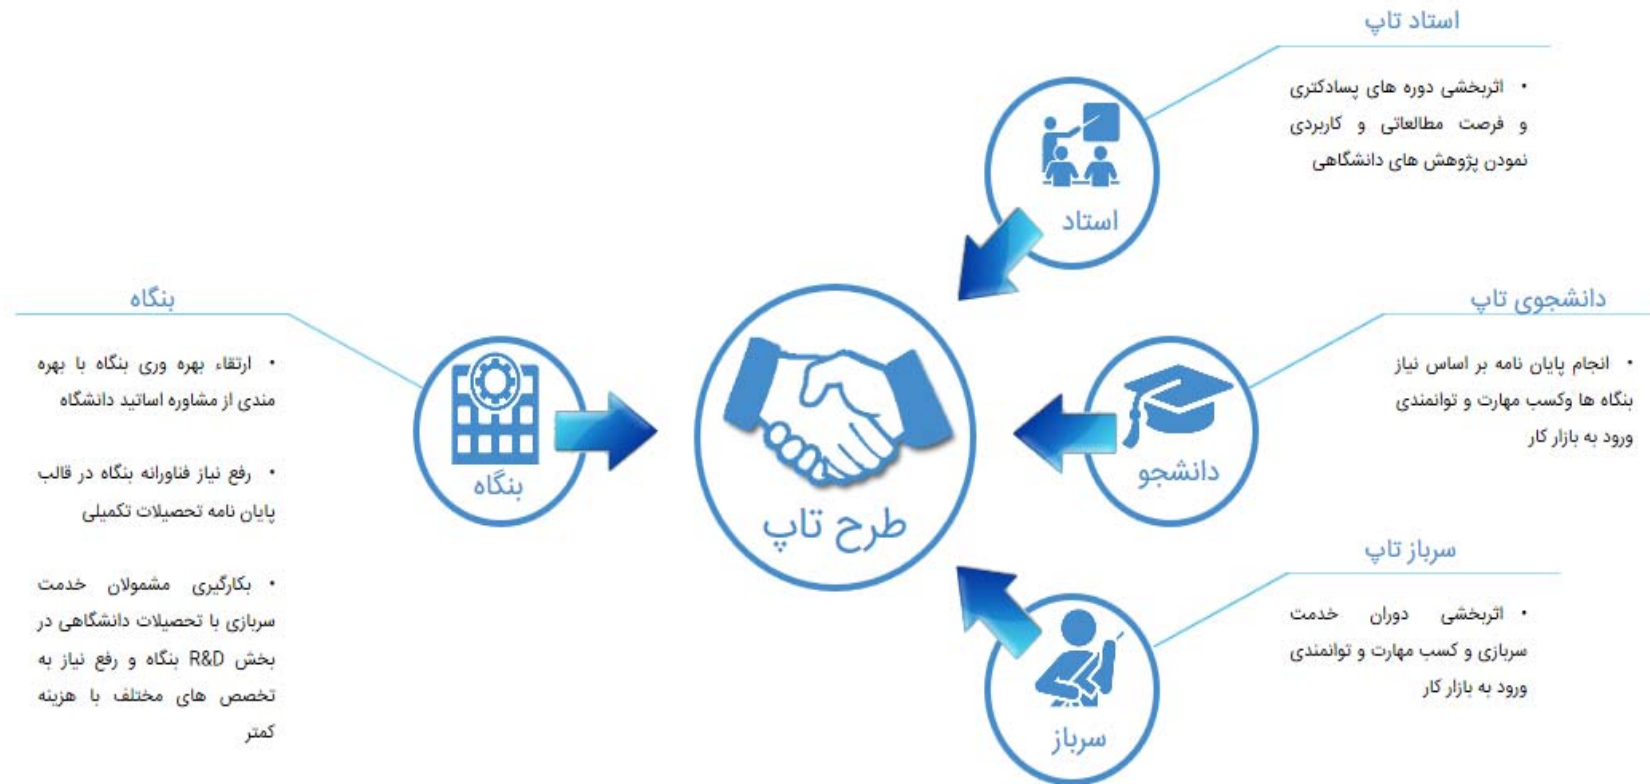 استاد تاپ
• اثربخشی دوره های پسادکتری
و فرصت مطالعاتی و کاربردی
نمودن پژوهش های دانشگاهی
استاد
دانشجوی تاپ
• انجام پایان نامه بر اساس نیاز
بنگاه ها وکسب مهارت و توانمندی
ورود به بازار کار
دانشجو
سرباز تاپ
• اثربخشی دوران خدمت
سربازی و کسب مهارت و توانمندی
ورود به بازار کار
سرباز
طرح تاپ
بنگاه
بنگاه
• ارتقاء بهره وری بنگاه با بهره
مندی از مشاوره اساتید دانشگاه
• رفع نیاز فناورانه بنگاه در قالب
پایان نامه تحصیلات تکمیلی
• بکارگیری مشمولان خدمت
سربازی با تحصیلات دانشگاهی در
بخش R&D بنگاه و رفع نیاز به
تخصص های مختلف با هزینه
کمتر